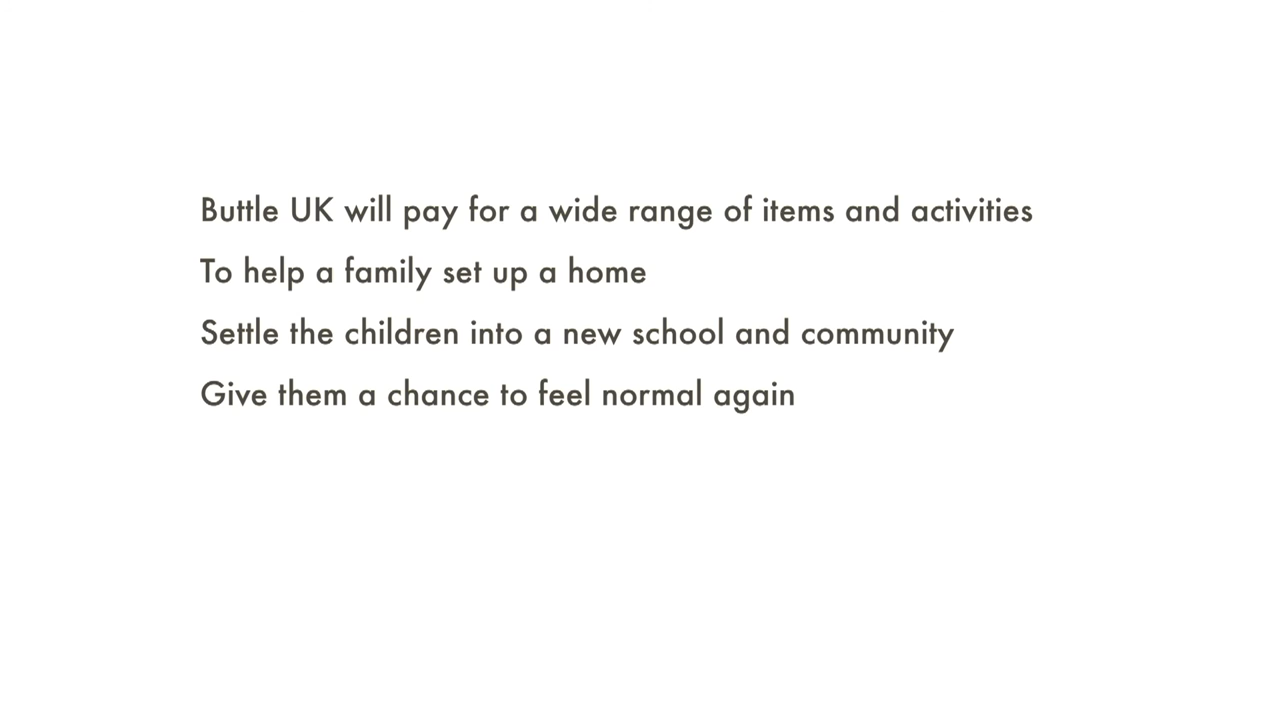 Buttle UK will pay for a wide range of items and activities
To help a family set up a home
Settle the children into a new school and community
Give them a chance to feel normal again